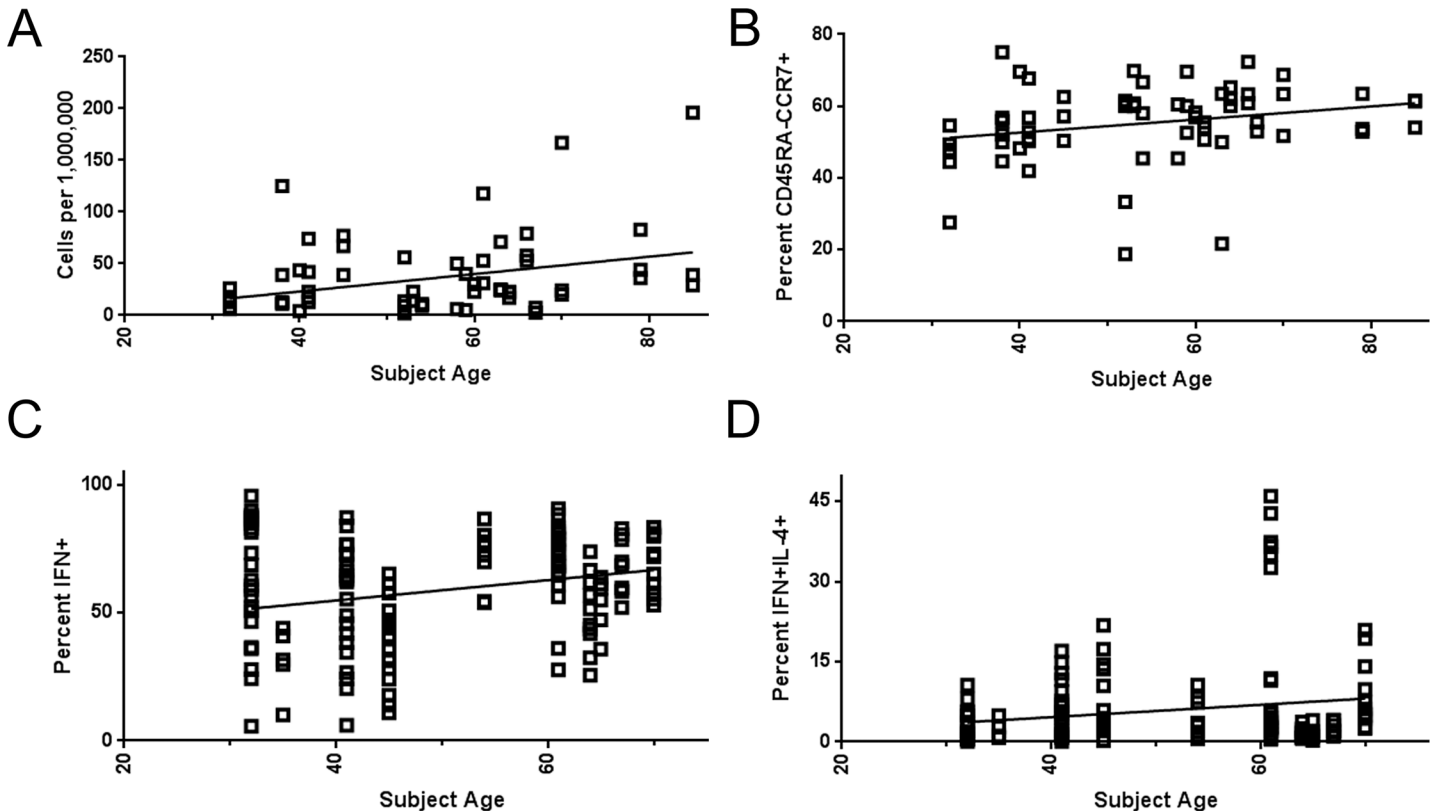 A
B
250
200
150
100
50
0
Cells per 1,000,000
20
40
60
80
Subject Age
80
60
40
20
0
Percent CD45RA-CCR7+
20
40
60
80
Subject Age
C
D
100
50
0
Percent IFN+
20
40
60
Subject Age
45
30
15
0
Percent IFN+IL-4+
20
40
60
Subject Age